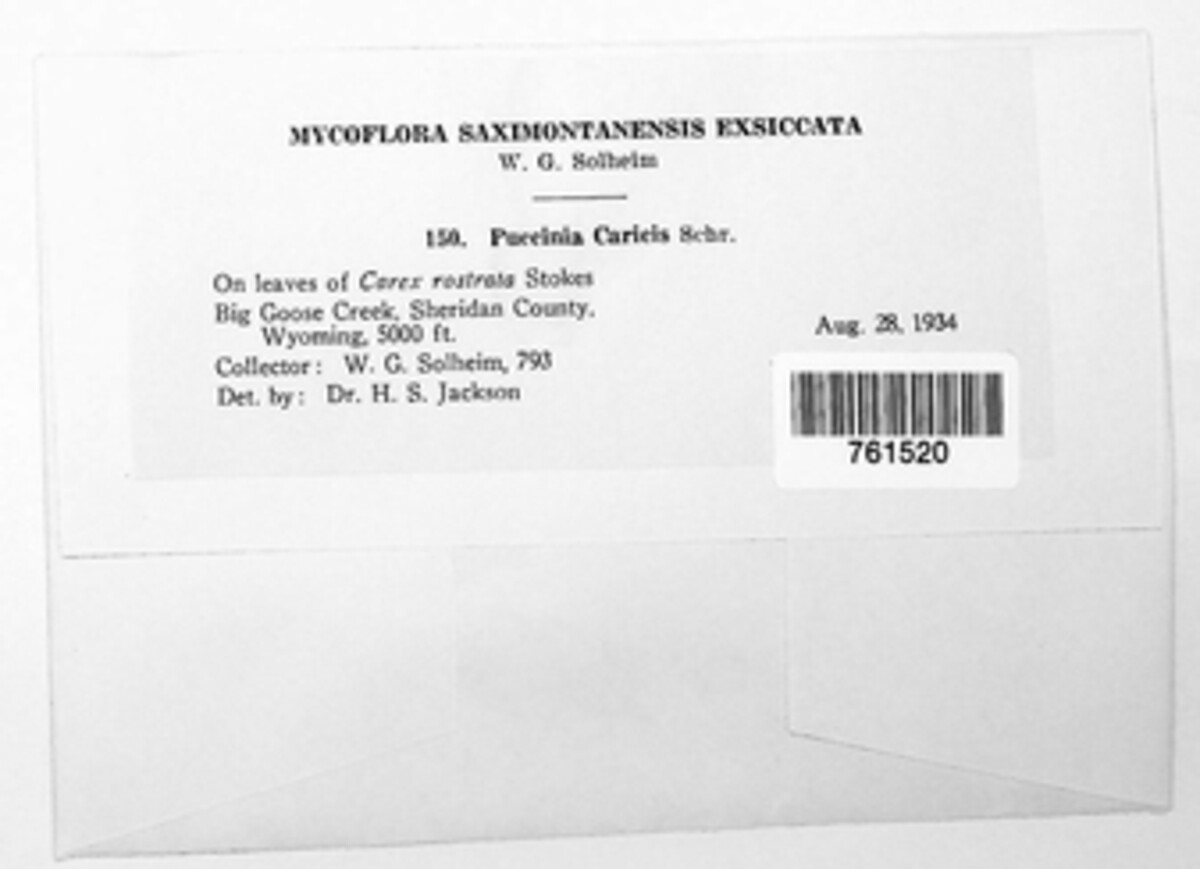 MYCOFLORA SAXIMONTANENSIS EXSICCATA
W. G. Solheim
150. Puccinia Caricis Schr.
On leaves of Carex rostrata Stokes
Big Goose Creek, Sheridan County,
Wyoming, 5000 ft.
Aug. 28, 1934
Collector: W. G. Solheim, 793
Det. by: Dr. H. S. Jackson
761520